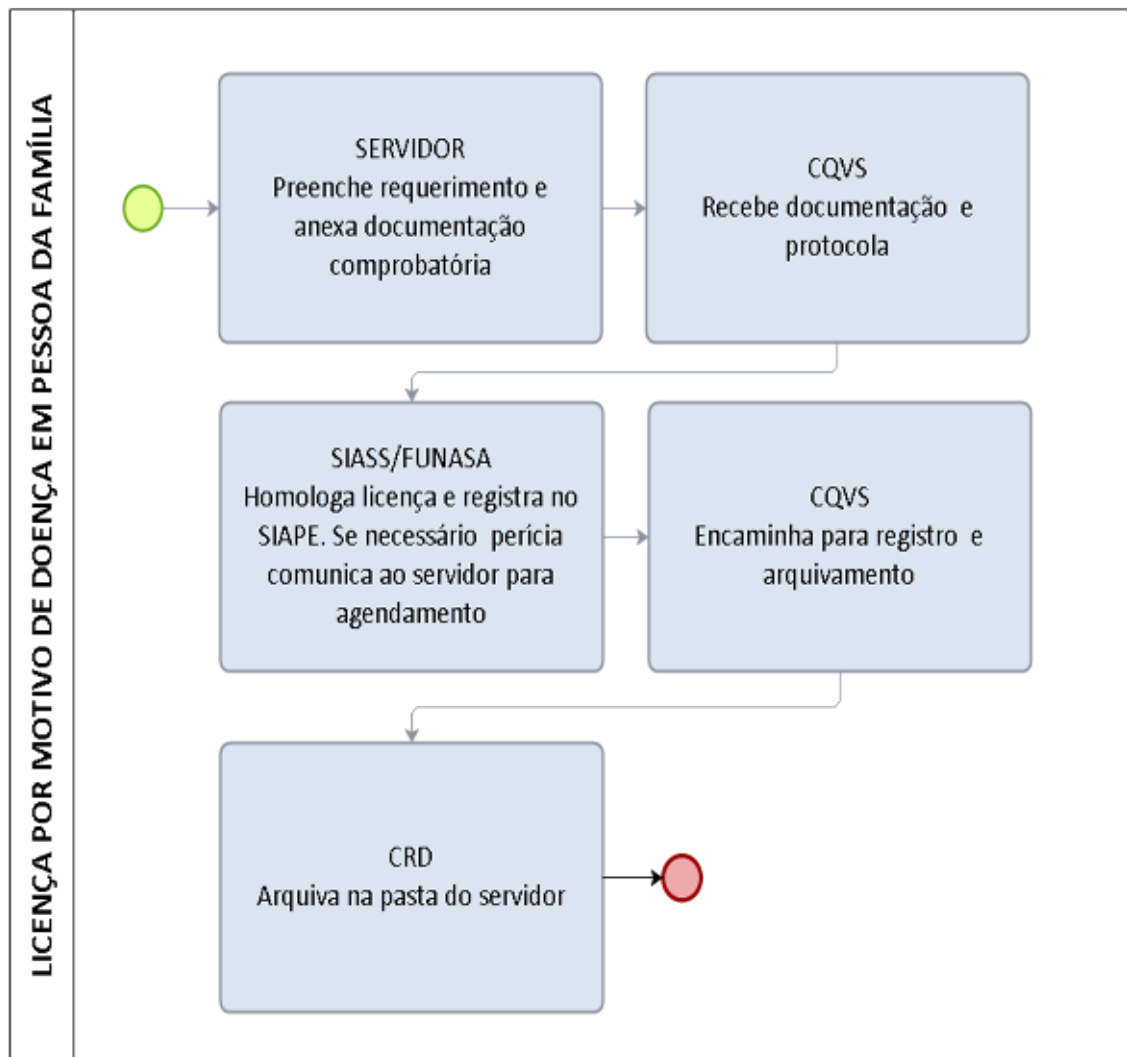 LICENÇA POR MOTIVO DE DOENÇA EM PESSOA DA FAMÍLIA
SERVIDOR
Preenche requerimento e
anexa documentação
comprobatória
CQVS
Recebe documentação e
protocola
SIASS/FUNASA
Homologa licença e registra no
SIAPE. Se necessário perícia
comunica ao servidor para
agendamento
CQVS
Encaminha para registro e
arquivamento
CRD
Arquiva na pasta do servidor